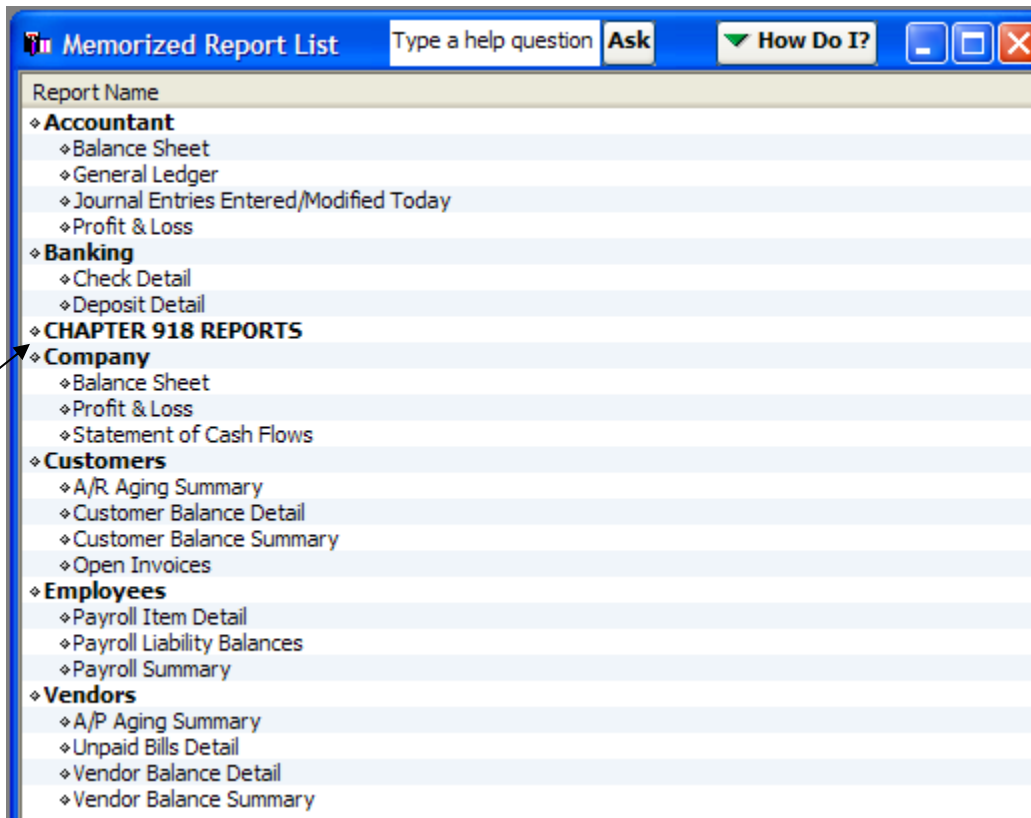 Memorized Report List Type a help question Ask How Do I?
Report Name
Accountant
Balance Sheet
General Ledger
Journal Entries Entered/Modified Today
Profit & Loss
Banking
Check Detail
Deposit Detail
CHAPTER 918 REPORTS
Company
Balance Sheet
Profit & Loss
Statement of Cash Flows
Customers
A/R Aging Summary
Customer Balance Detail
Customer Balance Summary
Open Invoices
Employees
Payroll Item Detail
Payroll Liability Balances
Payroll Summary
Vendors
A/P Aging Summary
Unpaid Bills Detail
Vendor Balance Detail
Vendor Balance Summary